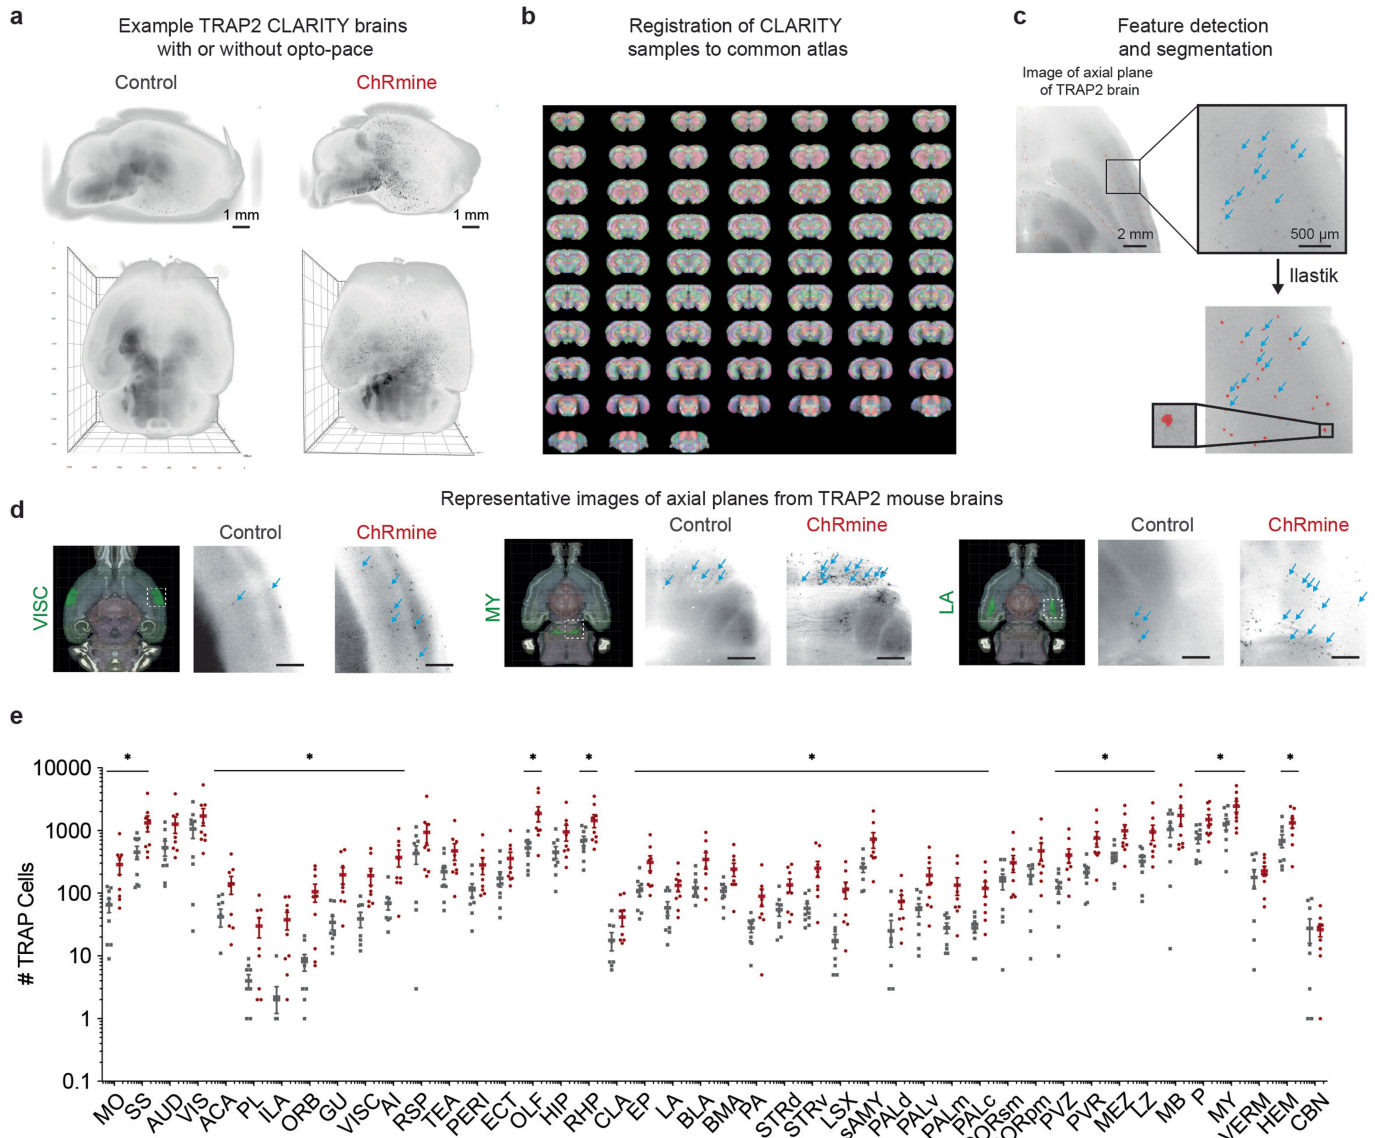 a
Example TRAP2 CLARITY brains
with or without opto-pace
Control
ChRmine
1 mm
1 mm
b
Registration of CLARITY
samples to common atlas
c
Feature detection
and segmentation
Image of axial plane
of TRAP2 brain
2 mm
500 µm
Ilastik
d
Representative images of axial planes from TRAP2 mouse brains
VISC
Control
ChRmine
MY
Control
ChRmine
LA
Control
ChRmine
e
# TRAP Cells
10000
1000
100
10
1
0.1
* * * * * * * *
MO SS AUD VIS ACA PL ILA ORB GU VISC AI RSP TEA PERI ECT OLF HIP RHP CLA EP LA BLA BMA PA STRd STRv LSX sAMY PALd PALv PALm PALc ORsm ORpm PVZ PVR MEZ LZ MB P MY VERM HEM CBN